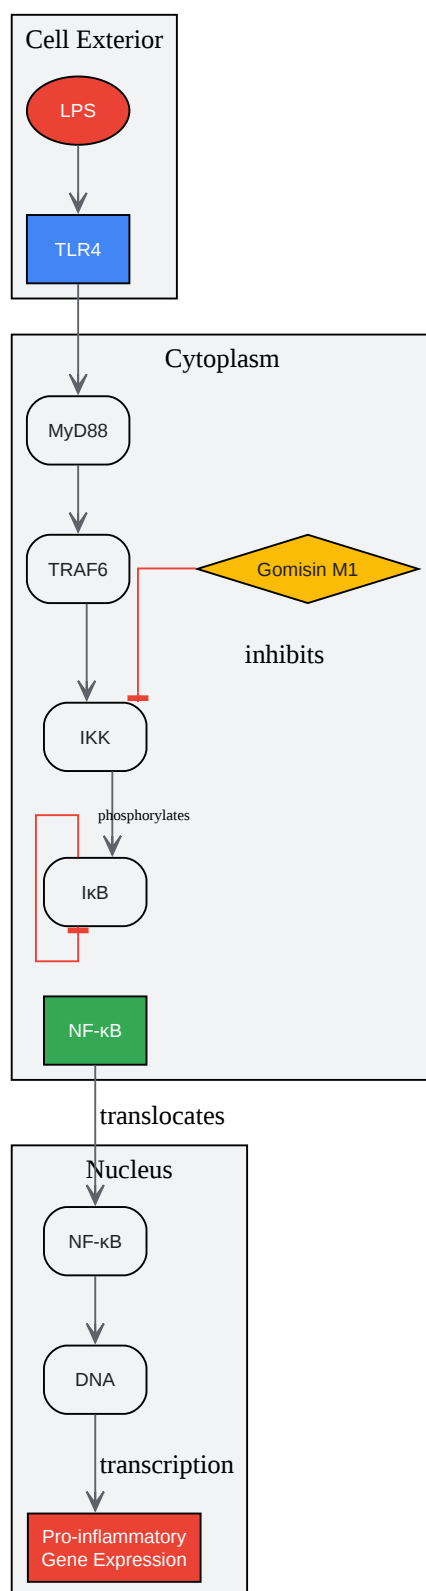 Cell Exterior
LPS
TLR4
Cytoplasm
MyD88
TRAF6
Gomisin M1
inhibits
IKK
phosphorylates
IκB
NF-κB
translocates
Nucleus
NF-κB
DNA
transcription
Pro-inflammatory
Gene Expression